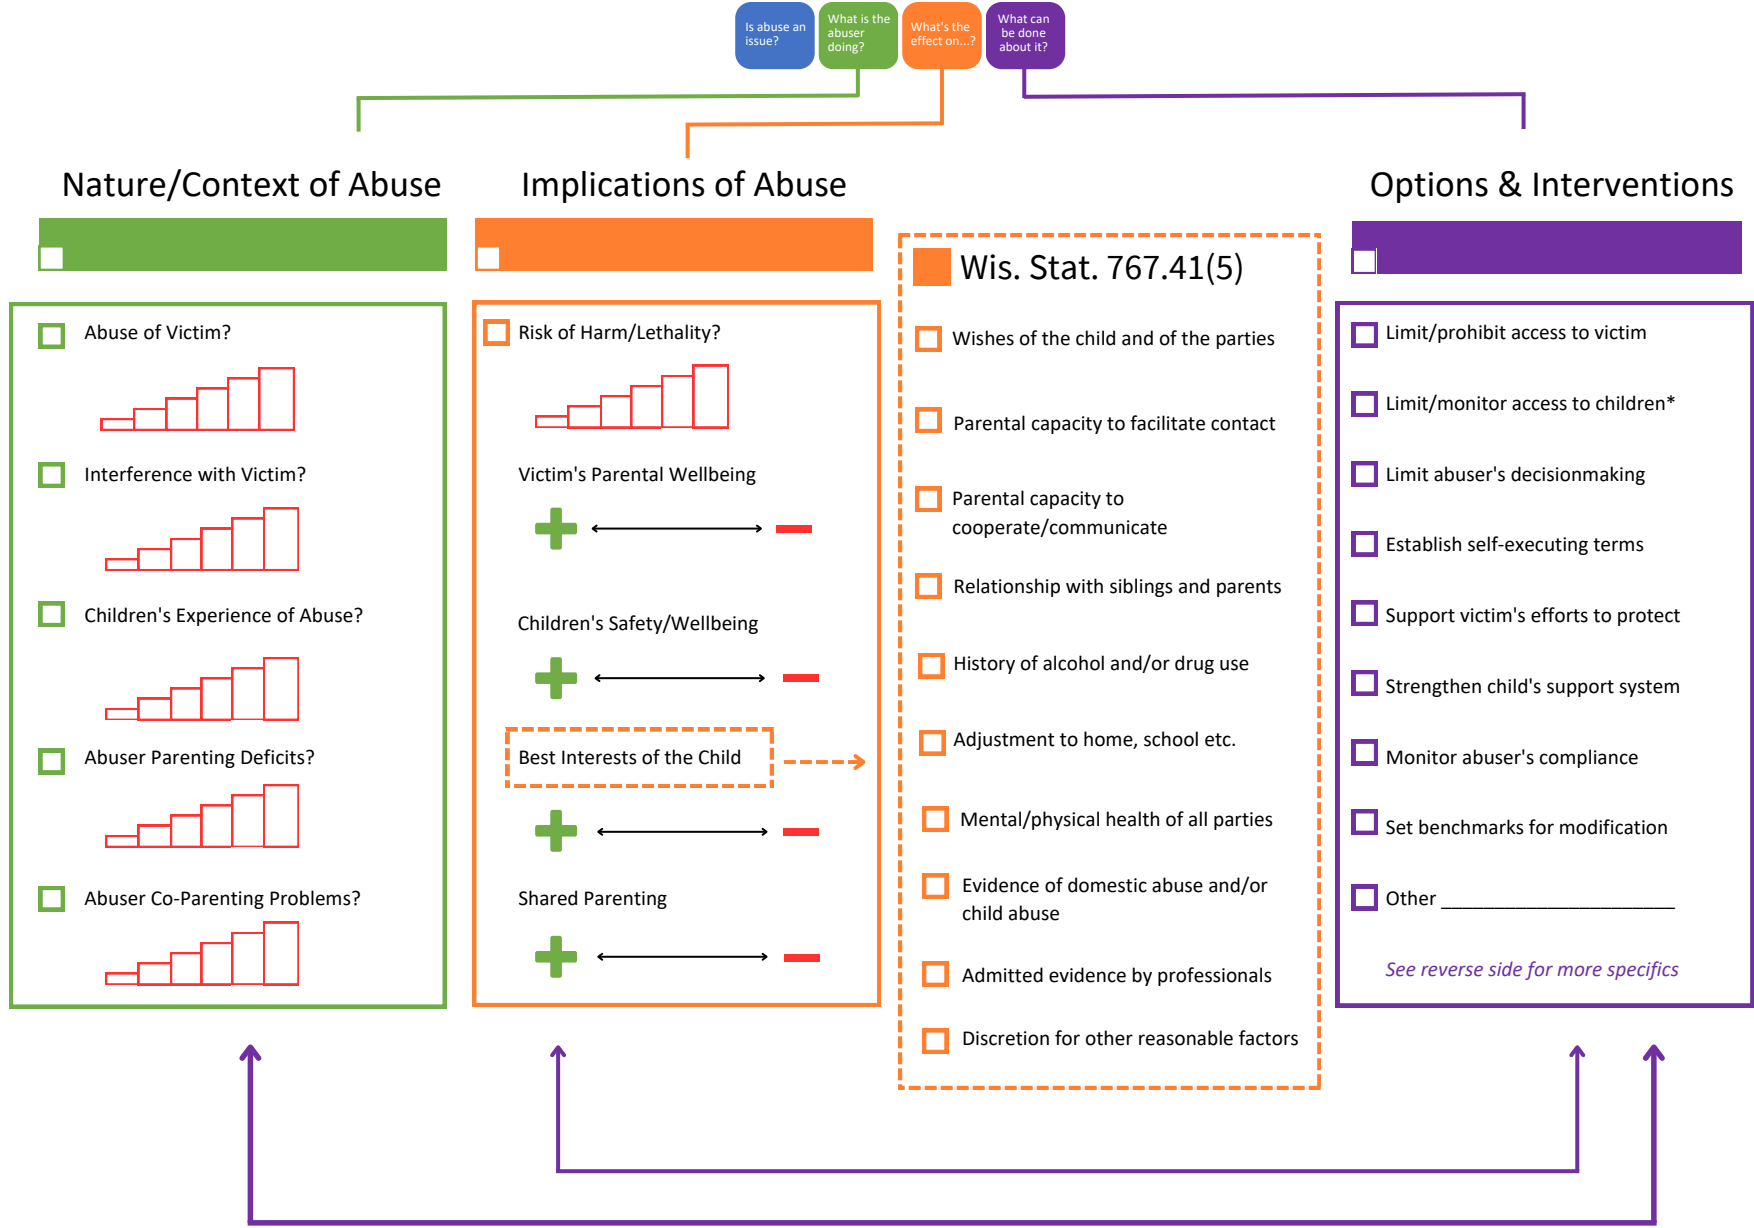 Is abuse an
issue?
What is the
abuser
doing?
What's the
effect on...?
What can
be done
about it?
Nature/Context of Abuse
Abuse of Victim?
Interference with Victim?
Children's Experience of Abuse?
Abuser Parenting Deficits?
Abuser Co-Parenting Problems?
Implications of Abuse
Risk of Harm/Lethality?
Victim's Parental Wellbeing
Children's Safety/Wellbeing
Best Interests of the Child
Shared Parenting
Wis. Stat. 767.41(5)
Wishes of the child and of the parties
Parental capacity to facilitate contact
Parental capacity to
cooperate/communicate
Relationship with siblings and parents
History of alcohol and/or drug use
Adjustment to home, school etc.
Mental/physical health of all parties
Evidence of domestic abuse and/or
child abuse
Admitted evidence by professionals
Discretion for other reasonable factors
Options & Interventions
Limit/prohibit access to victim
Limit/monitor access to children*
Limit abuser's decisionmaking
Establish self-executing terms
Support victim's efforts to protect
Strengthen child's support system
Monitor abuser's compliance
Set benchmarks for modification
Other ______________________
See reverse side for more specifics